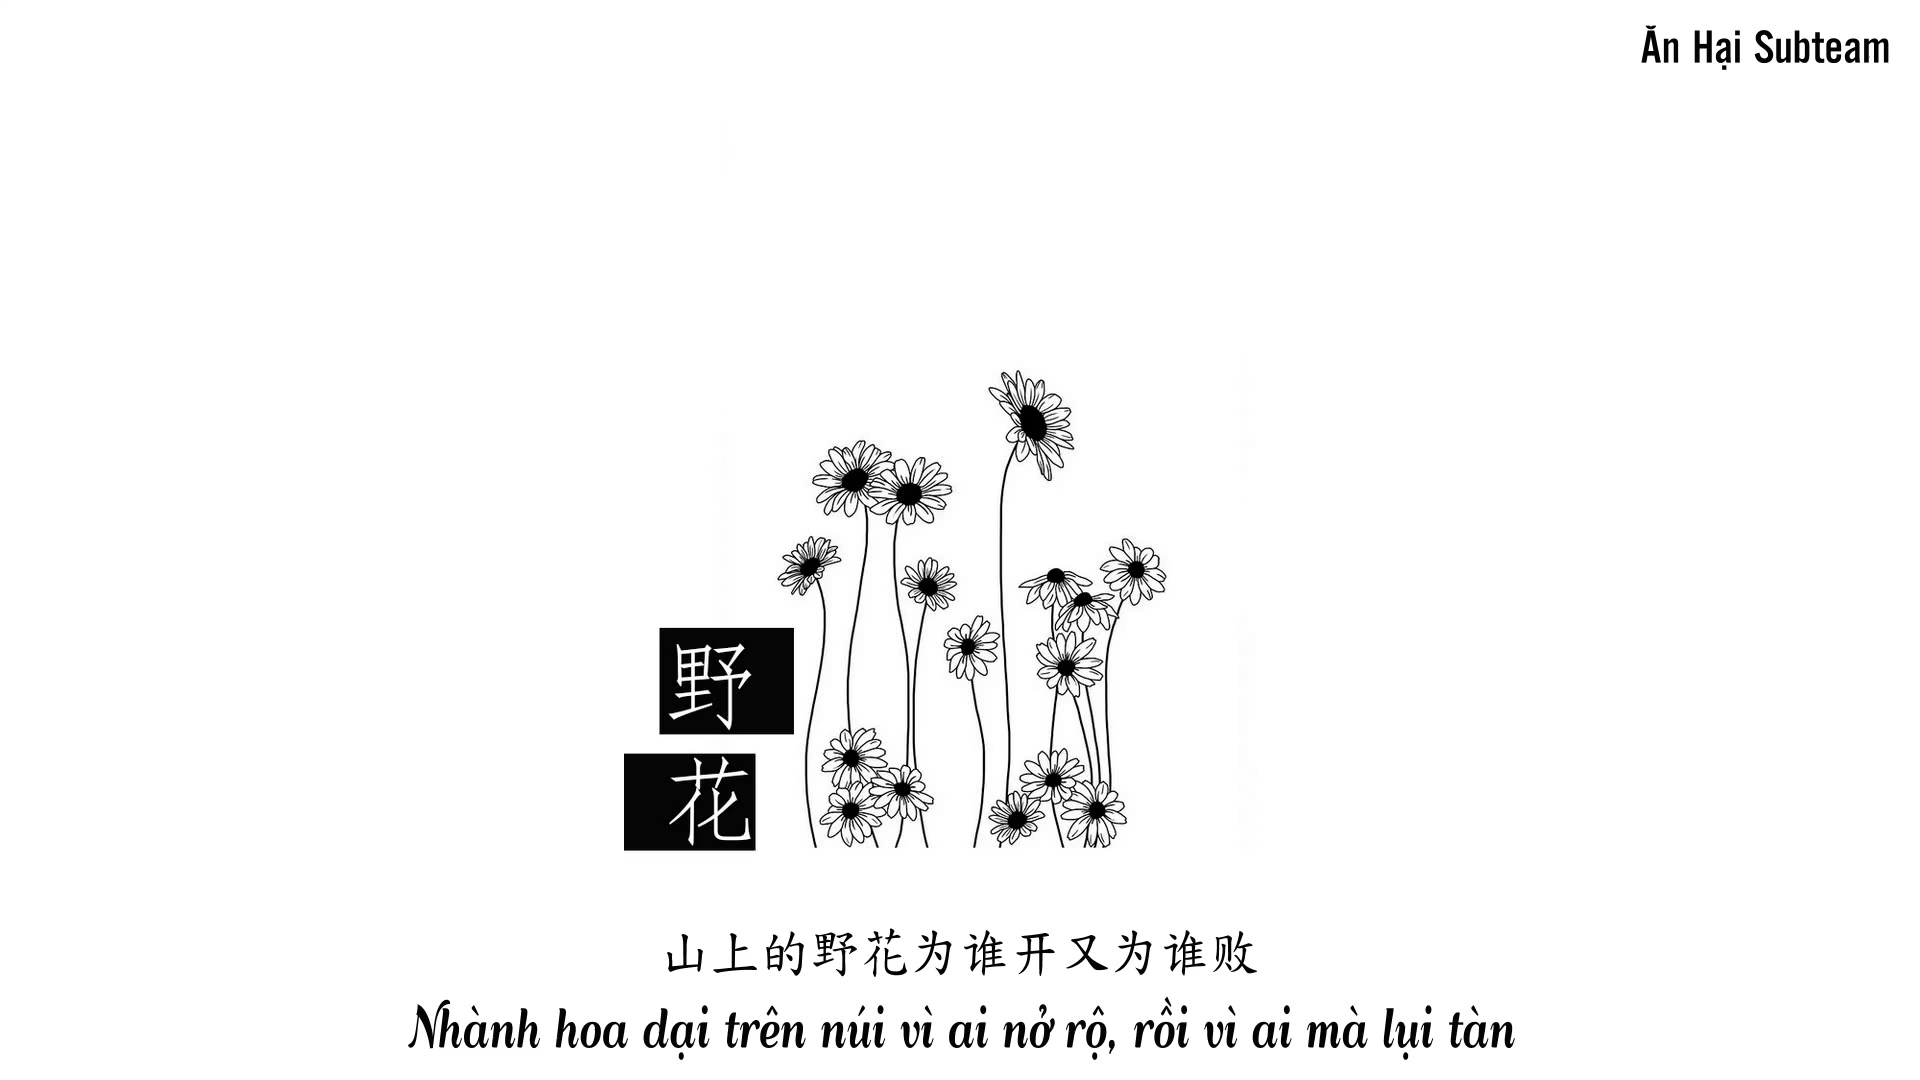 Ăn Hại Subteam
野
花
山上的野花为谁开又为谁败
Nhành hoa dại trên núi vì ai nở rộ, rồi vì ai mà lụi tàn